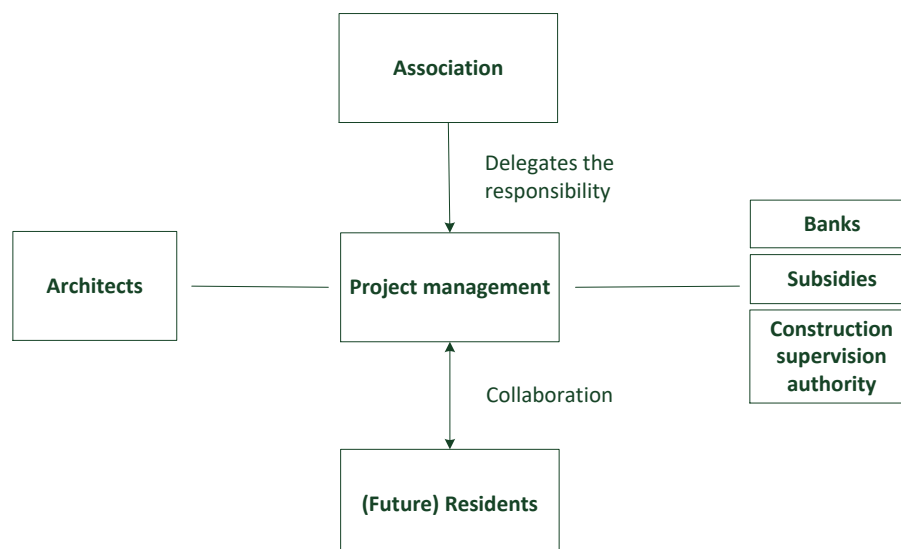 Association
Delegates the
responsibility
Banks
Architects
Project management
Subsidies
Construction
supervision
authority
Collaboration
(Future) Residents